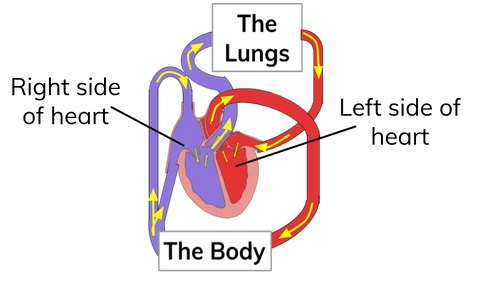 The
Lungs
Right side
of heart
Left side of
heart
The Body